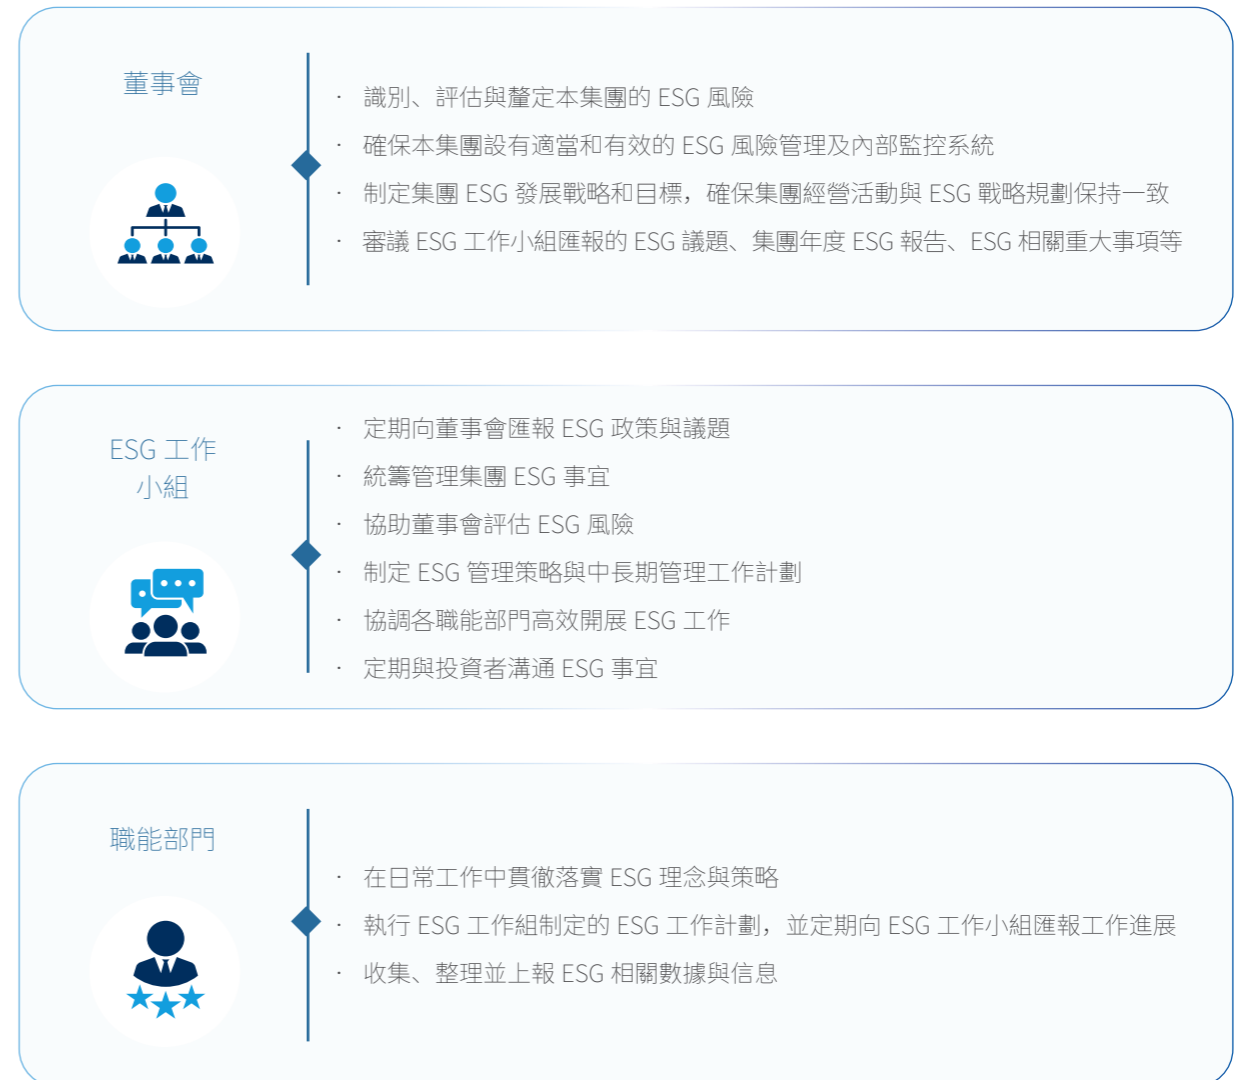 董事會
· 識別、評估與釐定本集團的 ESG 風險
· 確保本集團設有適當和有效的 ESG 風險管理及內部監控系統
· 制定集團 ESG 發展戰略和目標，確保集團經營活動與 ESG 戰略規劃保持一致
· 審議 ESG 工作小組匯報的 ESG 議題、集團年度 ESG 報告、ESG 相關重大事項等
ESG 工作
小組
· 定期向董事會匯報 ESG 政策與議題
· 統籌管理集團 ESG 事宜
· 協助董事會評估 ESG 風險
· 制定 ESG 管理策略與中長期管理工作計劃
· 協調各職能部門高效開展 ESG 工作
· 定期與投資者溝通 ESG 事宜
職能部門
· 在日常工作中貫徹落實 ESG 理念與策略
· 執行 ESG 工作組制定的 ESG 工作計劃，並定期向 ESG 工作小組匯報工作進展
· 收集、整理並上報 ESG 相關數據與信息